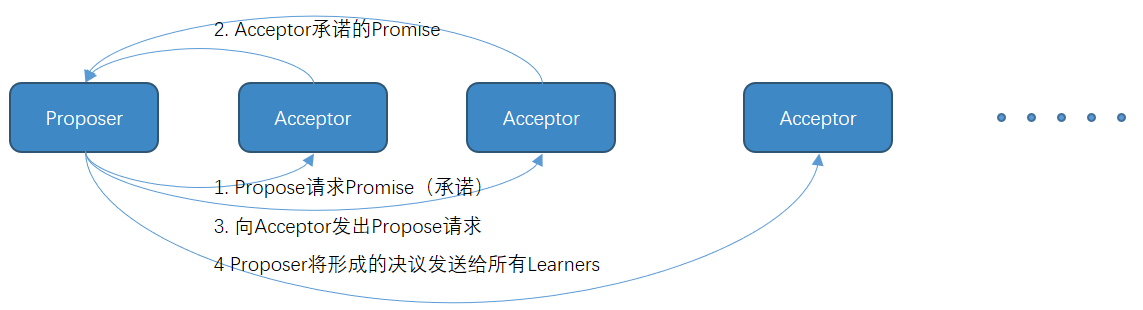 2. Acceptor承诺的Promise
Proposer
Acceptor
Acceptor
Acceptor
1. Propose请求Promise（承诺）
3. 向Acceptor发出Propose请求
4 Proposer将形成的决议发送给所有Learners